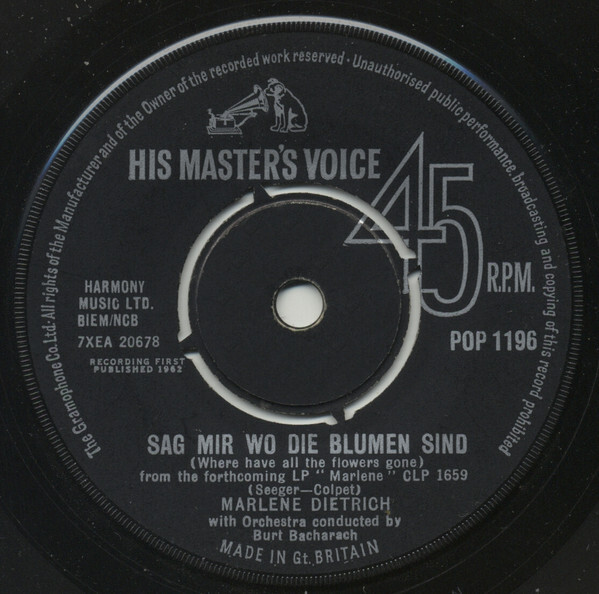 The Gramophone Co. Ltd·All rights of the Manufacturer and of the Owner of the recorded work reserved · Unauthorised public performance, broadcasting and copying of this record prohibited
HIS MASTER'S VOICE
45
R.P.M.
HARMONY
MUSIC LTD.
BIEM/NCB
7XEA 20678
RECORDING FIRST
PUBLISHED 1962
POP 1196
SAG MIR WO DIE BLUMEN SIND
(Where have all the flowers gone)
from the forthcoming LP " Marlene " CLP 1659
(Seeger—Colpet)
MARLENE DIETRICH
with Orchestra conducted by
Burt Bacharach
MADE IN Gt. BRITAIN